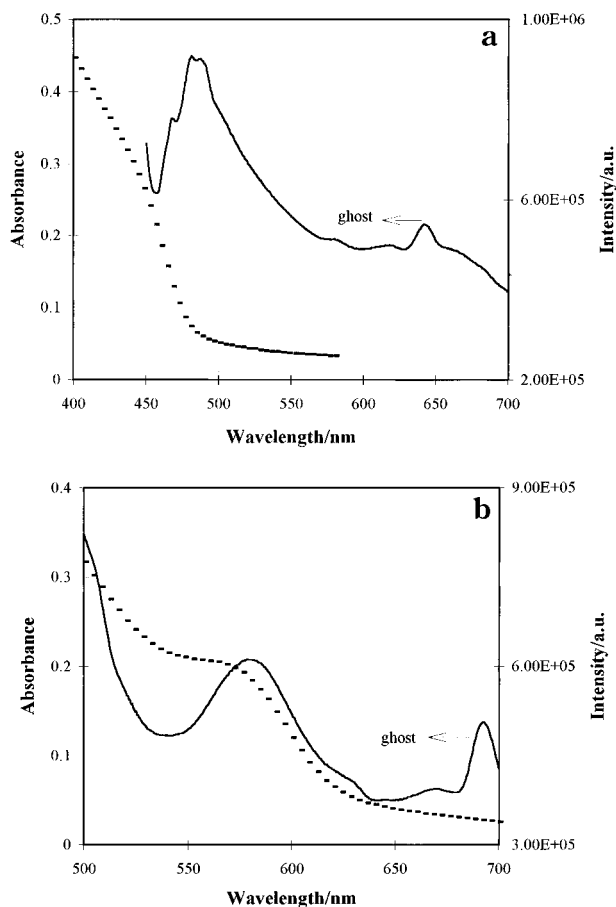 a
0.5
0.4
0.3
0.2
0.1
0
Absorbance
1.00E+06
6.00E+05
2.00E+05
Intensity/a.u.
ghost
400 450 500 550 600 650 700
Wavelength/nm
b
0.4
0.3
0.2
0.1
0
Absorbance
9.00E+05
6.00E+05
3.00E+05
Intensity/a.u.
ghost
500 550 600 650 700
Wavelength/nm